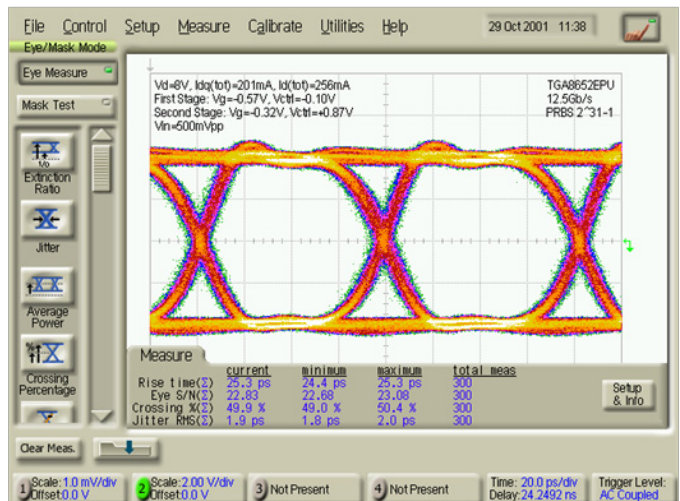 File Control Setup Measure Calibrate Utilities Help 29 Oct 2001 11:38
Eye/Mask Mode
Eye Measure
Mask Test
Extinction
Ratio
Jitter
Average
Power
Crossing
Percentage
Vd=8V, Idq(tot)=201mA, Id(tot)=256mA
First Stage: Vg=-0.57V, Vctrl=-0.10V
Second Stage: Vg=-0.32V, Vctrl=+0.87V
Vin=500mVpp
TGA8652EPU
12.5Gb/s
PRBS 2^31-1
Measure
current minimum maximum total meas
Rise time(Σ) 25.3 ps 24.4 ps 25.3 ps 300
Eye S/N(Σ) 22.83 22.68 23.08 300
Crossing %(Σ) 49.9 % 49.0 % 50.4 % 300
Jitter RMS(Σ) 1.9 ps 1.8 ps 2.0 ps 300
Setup
& Info
Clear Meas.
1 Scale: 1.0 mV/div
Offset:0.0 V
2 Scale: 2.00 V/div
Offset:0.0 V
3 Not Present
4 Not Present
Time: 20.0 ps/div
Delay:24.2492 ns
Trigger Level:
AC Coupled